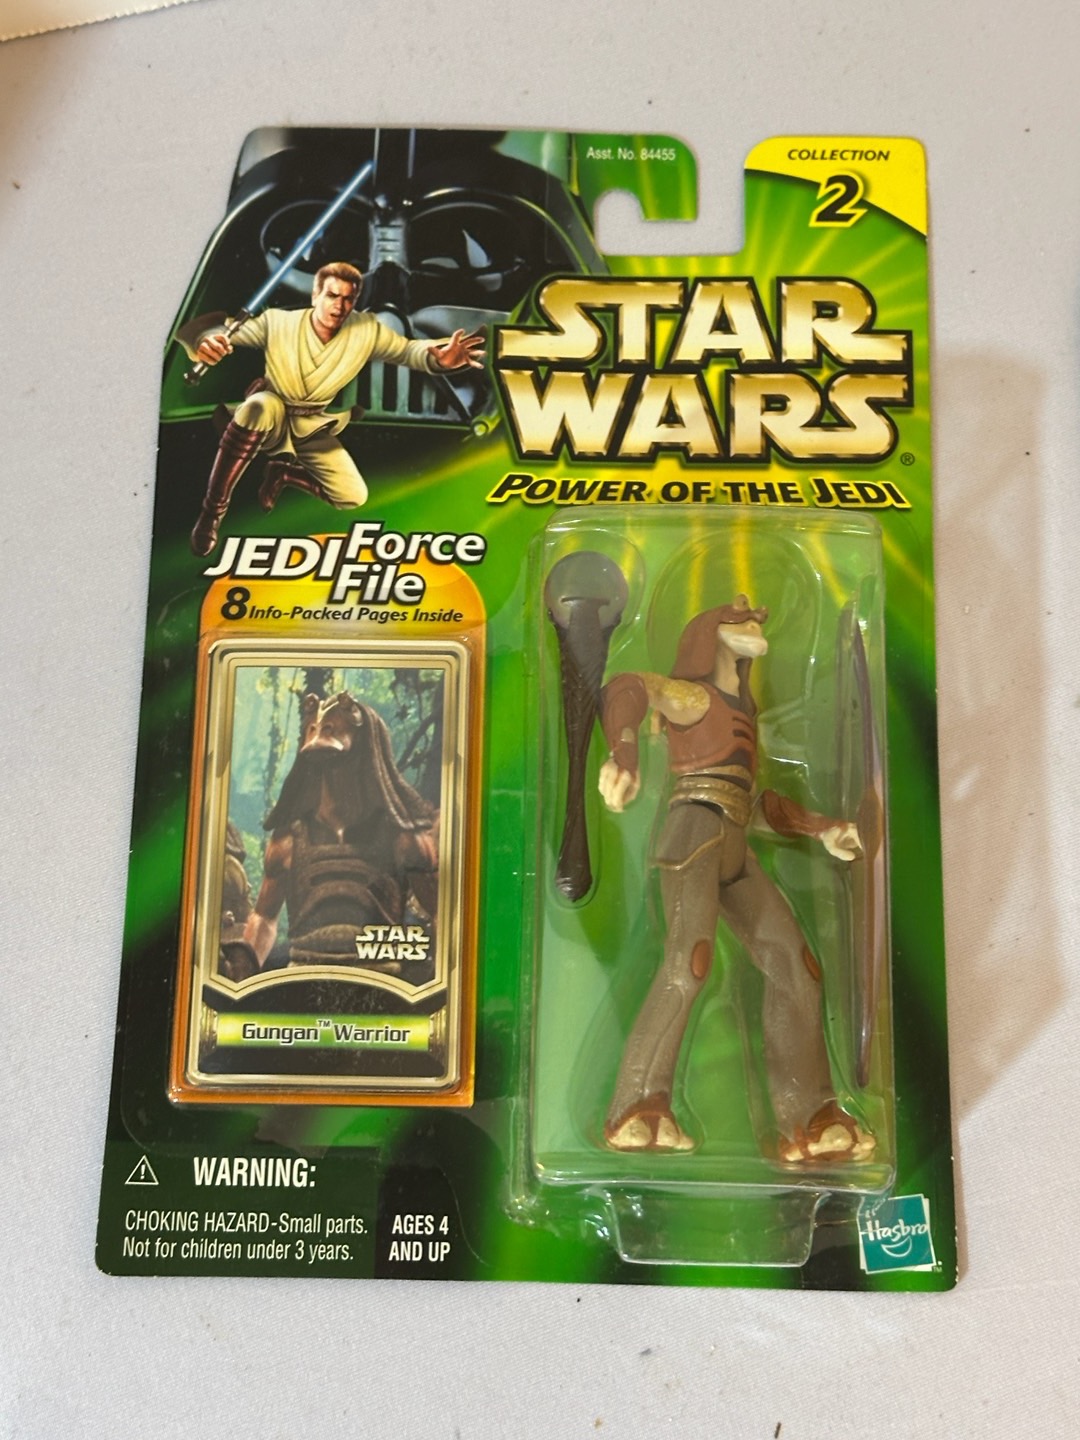 Asst. No. 84455
COLLECTION
2
STAR
WARS®
POWER OF THE JEDI
JEDI Force
File
8 Info-Packed Pages Inside
STAR
WARS
Gungan™ Warrior
⚠ WARNING:
CHOKING HAZARD-Small parts.
Not for children under 3 years.
AGES 4
AND UP
Hasbro
™